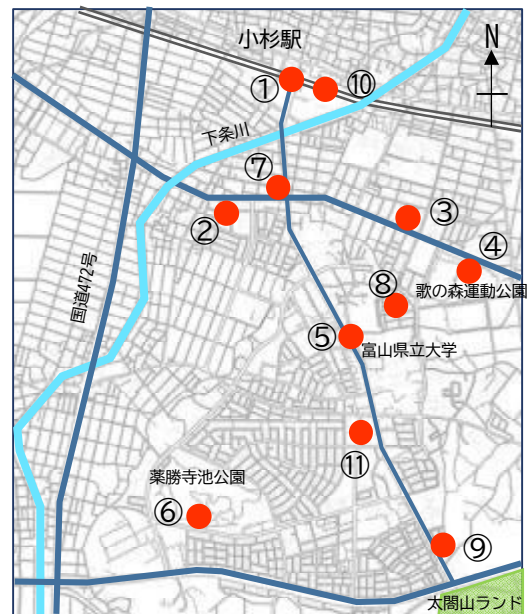 小杉駅
N
①
⑩
下条川
⑦
②
③
④
国道472号
⑧
歌の森運動公園
⑤
富山県立大学
⑪
薬勝寺池公園
⑥
⑨
太閤山ランド